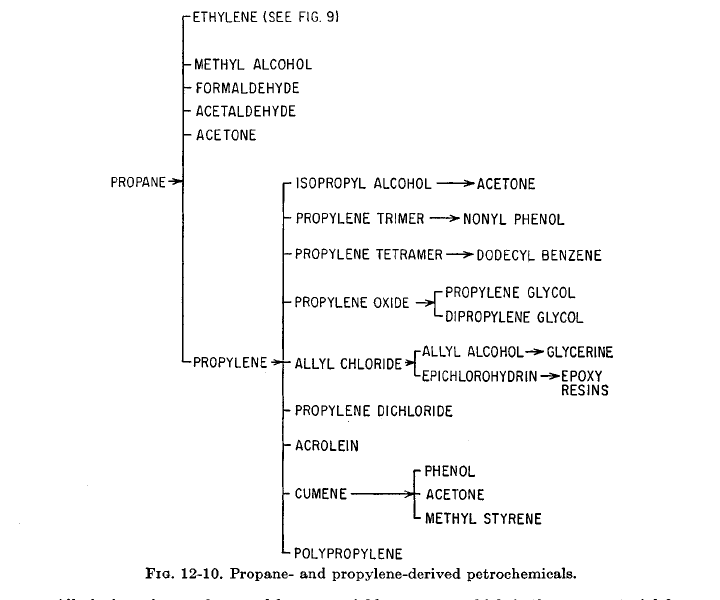 ETHYLENE (SEE FIG. 9)
METHYL ALCOHOL
FORMALDEHYDE
ACETALDEHYDE
ACETONE
PROPANE
ISOPROPYL ALCOHOL ACETONE
PROPYLENE TRIMER NONYL PHENOL
PROPYLENE TETRAMER DODECYL BENZENE
PROPYLENE OXIDE
PROPYLENE GLYCOL
DIPROPYLENE GLYCOL
PROPYLENE
ALLYL CHLORIDE
ALLYL ALCOHOL GLYCERINE
EPICHLOROHYDRIN EPOXY
RESINS
PROPYLENE DICHLORIDE
ACROLEIN
CUMENE
PHENOL
ACETONE
METHYL STYRENE
POLYPROPYLENE
FIG. 12-10. Propane- and propylene-derived petrochemicals.